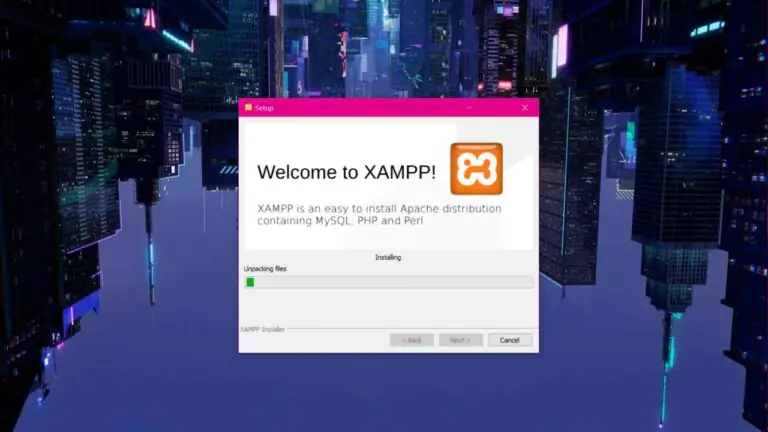 Setup
Welcome to XAMPP!
XAMPP is an easy to install Apache distribution
containing MySQL, PHP and Perl
Installing
Unpacking files
XAMPP Installer
< Back
Next >
Cancel